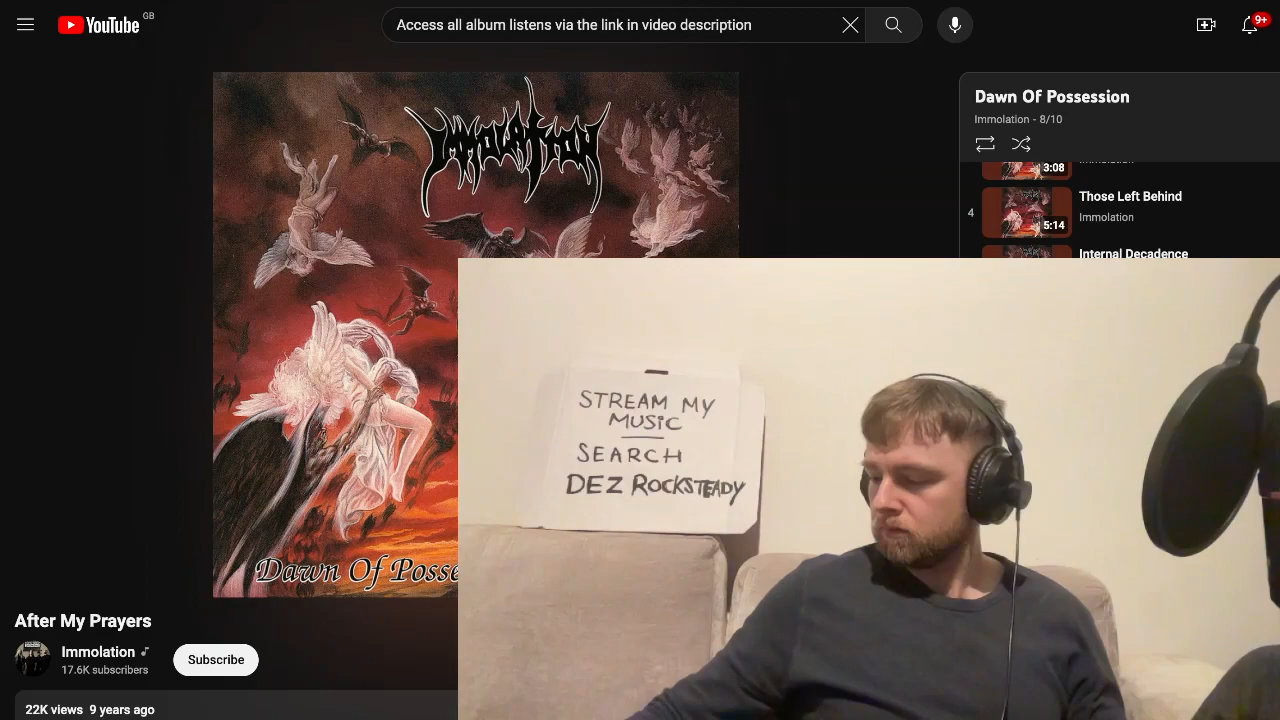 YouTube GB
Access all album listens via the link in video description
9+
IMMOLATION
Dawn Of Posse
Dawn Of Possession
Immolation - 8/10
3:08
4
Those Left Behind
Immolation
5:14
Internal Decadence
STREAM MY
MUSIC
SEARCH
DEZ ROCKSTEADY
After My Prayers
Immolation
17.6K subscribers
Subscribe
22K views 9 years ago